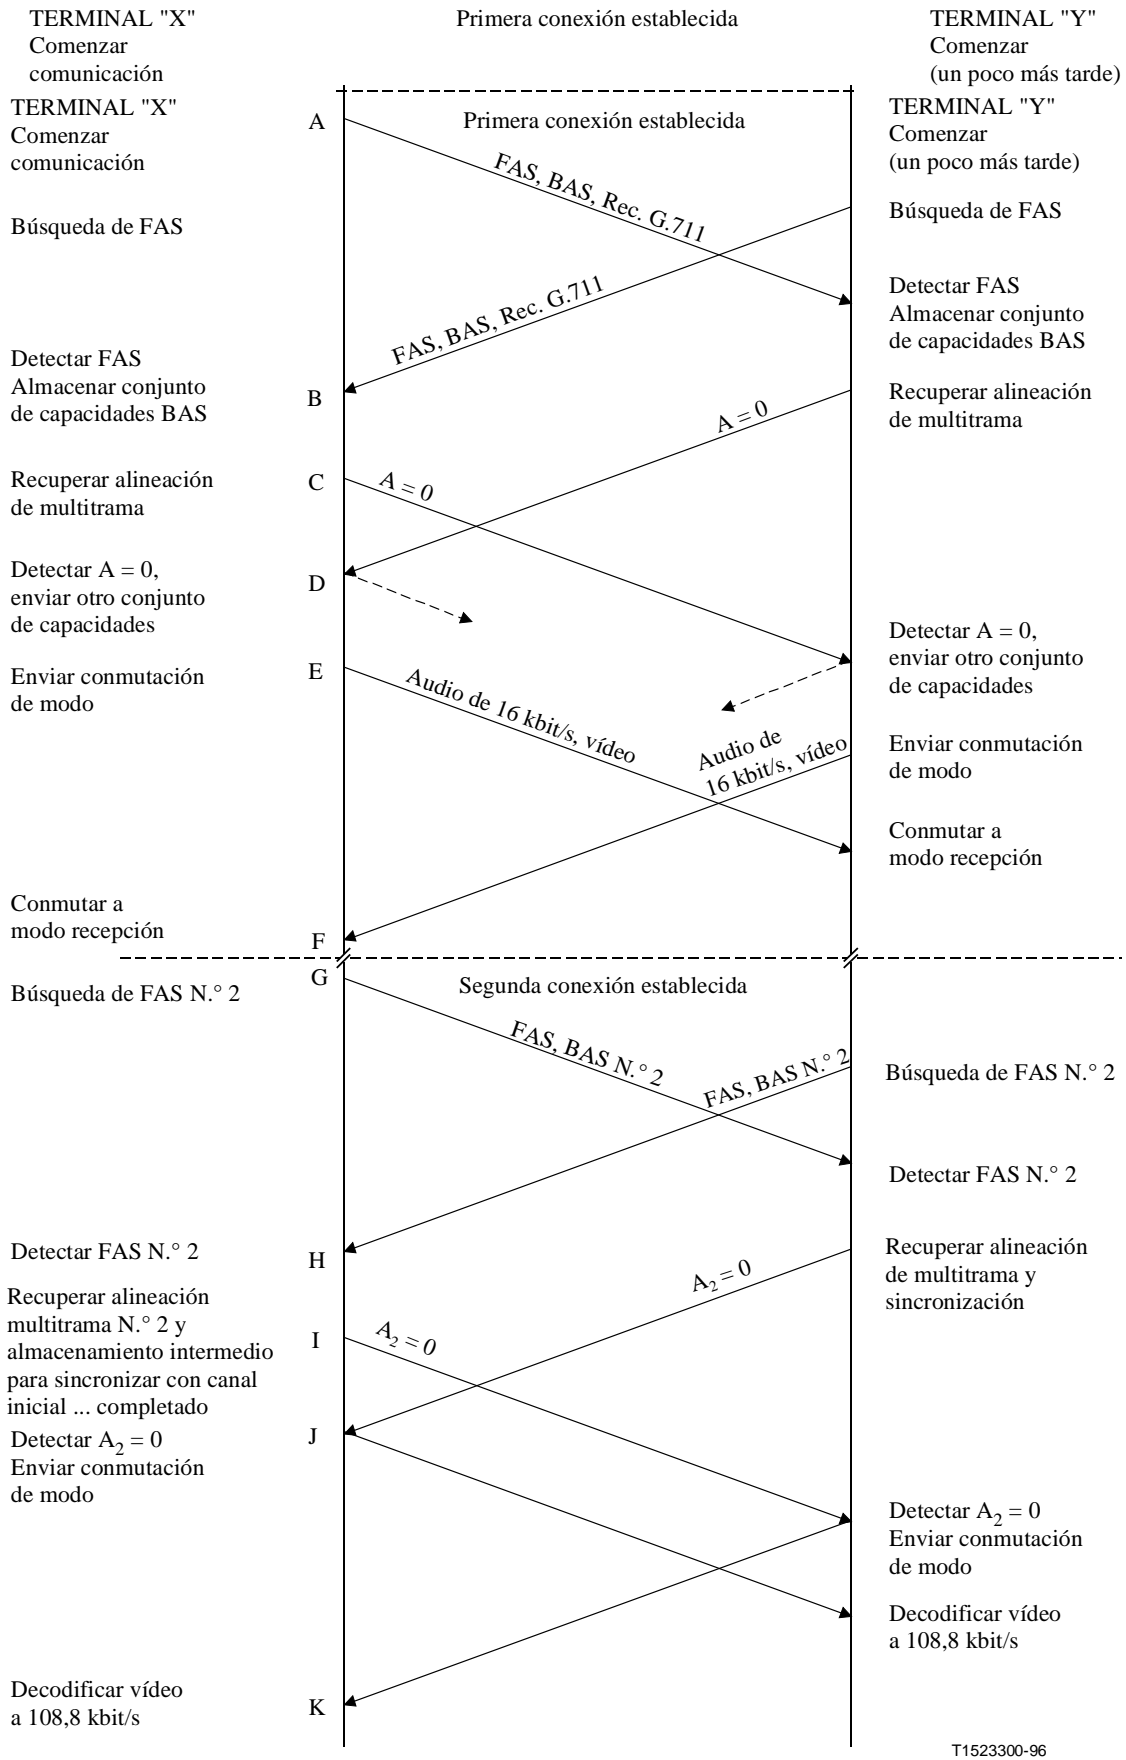 TERMINAL "X"
Comenzar
comunicación
Primera conexión establecida
TERMINAL "Y"
Comenzar
(un poco más tarde)
TERMINAL "X"
Comenzar
comunicación
A
Primera conexión establecida
TERMINAL "Y"
Comenzar
(un poco más tarde)
FAS, BAS, Rec. G.711
Búsqueda de FAS
Búsqueda de FAS
FAS, BAS, Rec. G.711
Detectar FAS
Almacenar conjunto
de capacidades BAS
Detectar FAS
Almacenar conjunto
de capacidades BAS
B
A = 0
Recuperar alineación
de multitrama
Recuperar alineación
de multitrama
C
A = 0
Detectar A = 0,
enviar otro conjunto
de capacidades
D
Detectar A = 0,
enviar otro conjunto
de capacidades
Enviar conmutación
de modo
E
Audio de 16 kbit/s, vídeo
Audio de
16 kbit/s, vídeo
Enviar conmutación
de modo
Conmutar a
modo recepción
Conmutar a
modo recepción
F
G
Búsqueda de FAS N.° 2
Segunda conexión establecida
FAS, BAS N.° 2
FAS, BAS N.° 2
Búsqueda de FAS N.° 2
Detectar FAS N.° 2
Detectar FAS N.° 2
H
A₂ = 0
Recuperar alineación
de multitrama y
sincronización
Recuperar alineación
multitrama N.° 2 y
almacenamiento intermedio
para sincronizar con canal
inicial ... completado
I
A₂ = 0
Detectar A₂ = 0
Enviar conmutación
de modo
J
Detectar A₂ = 0
Enviar conmutación
de modo
Decodificar vídeo
a 108,8 kbit/s
Decodificar vídeo
a 108,8 kbit/s
K
T1523300-96